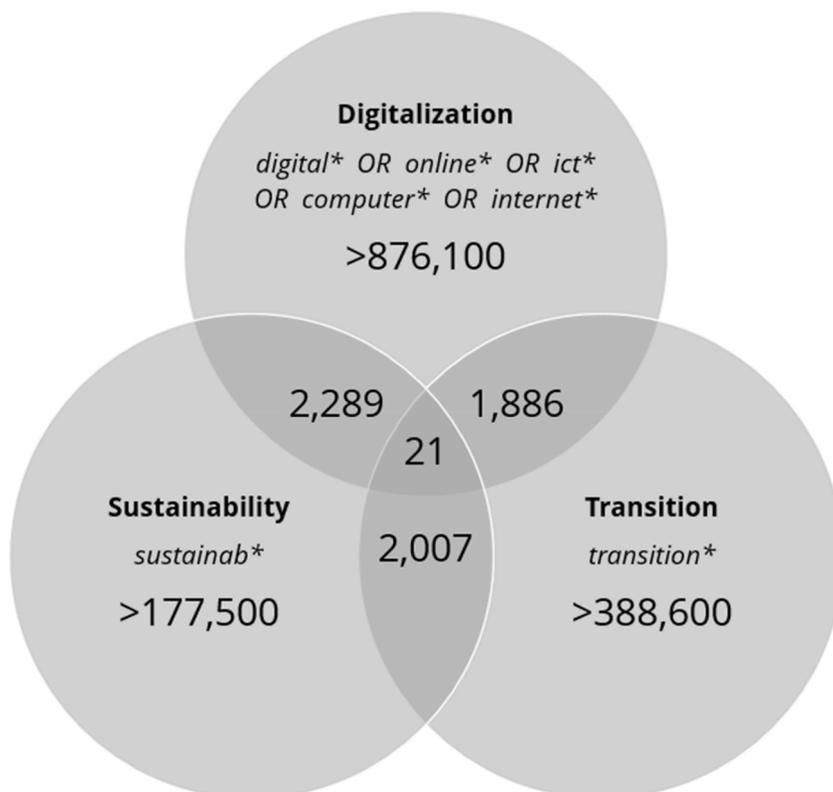 Digitalization
digital* OR online* OR ict*
OR computer* OR internet*
>876,100
2,289
1,886
21
Sustainability
sustainab*
>177,500
2,007
Transition
transition*
>388,600